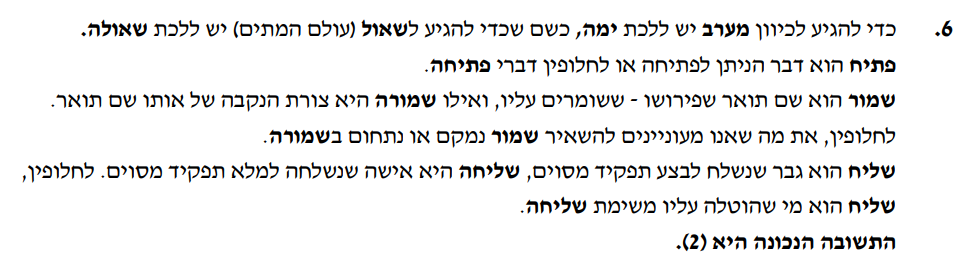 6. כדי להגיע לכיוון מערב יש ללכת ימה, כשם שכדי להגיע לשאול (עולם המתים) יש ללכת שאולה.
פתיח הוא דבר הניתן לפתיחה או לחלופין דברי פתיחה.
שמור הוא שם תואר שפירושו - ששומרים עליו, ואילו שמורה היא צורת הנקבה של אותו שם תואר.
לחלופין, את מה שאנו מעוניינים להשאיר שמור נמקם או נתחום בשמורה.
שליח הוא גבר שנשלח לבצע תפקיד מסוים, שליחה היא אישה שנשלחה למלא תפקיד מסוים. לחלופין,
שליח הוא מי שהוטלה עליו משימת שליחה.
התשובה הנכונה היא (2).